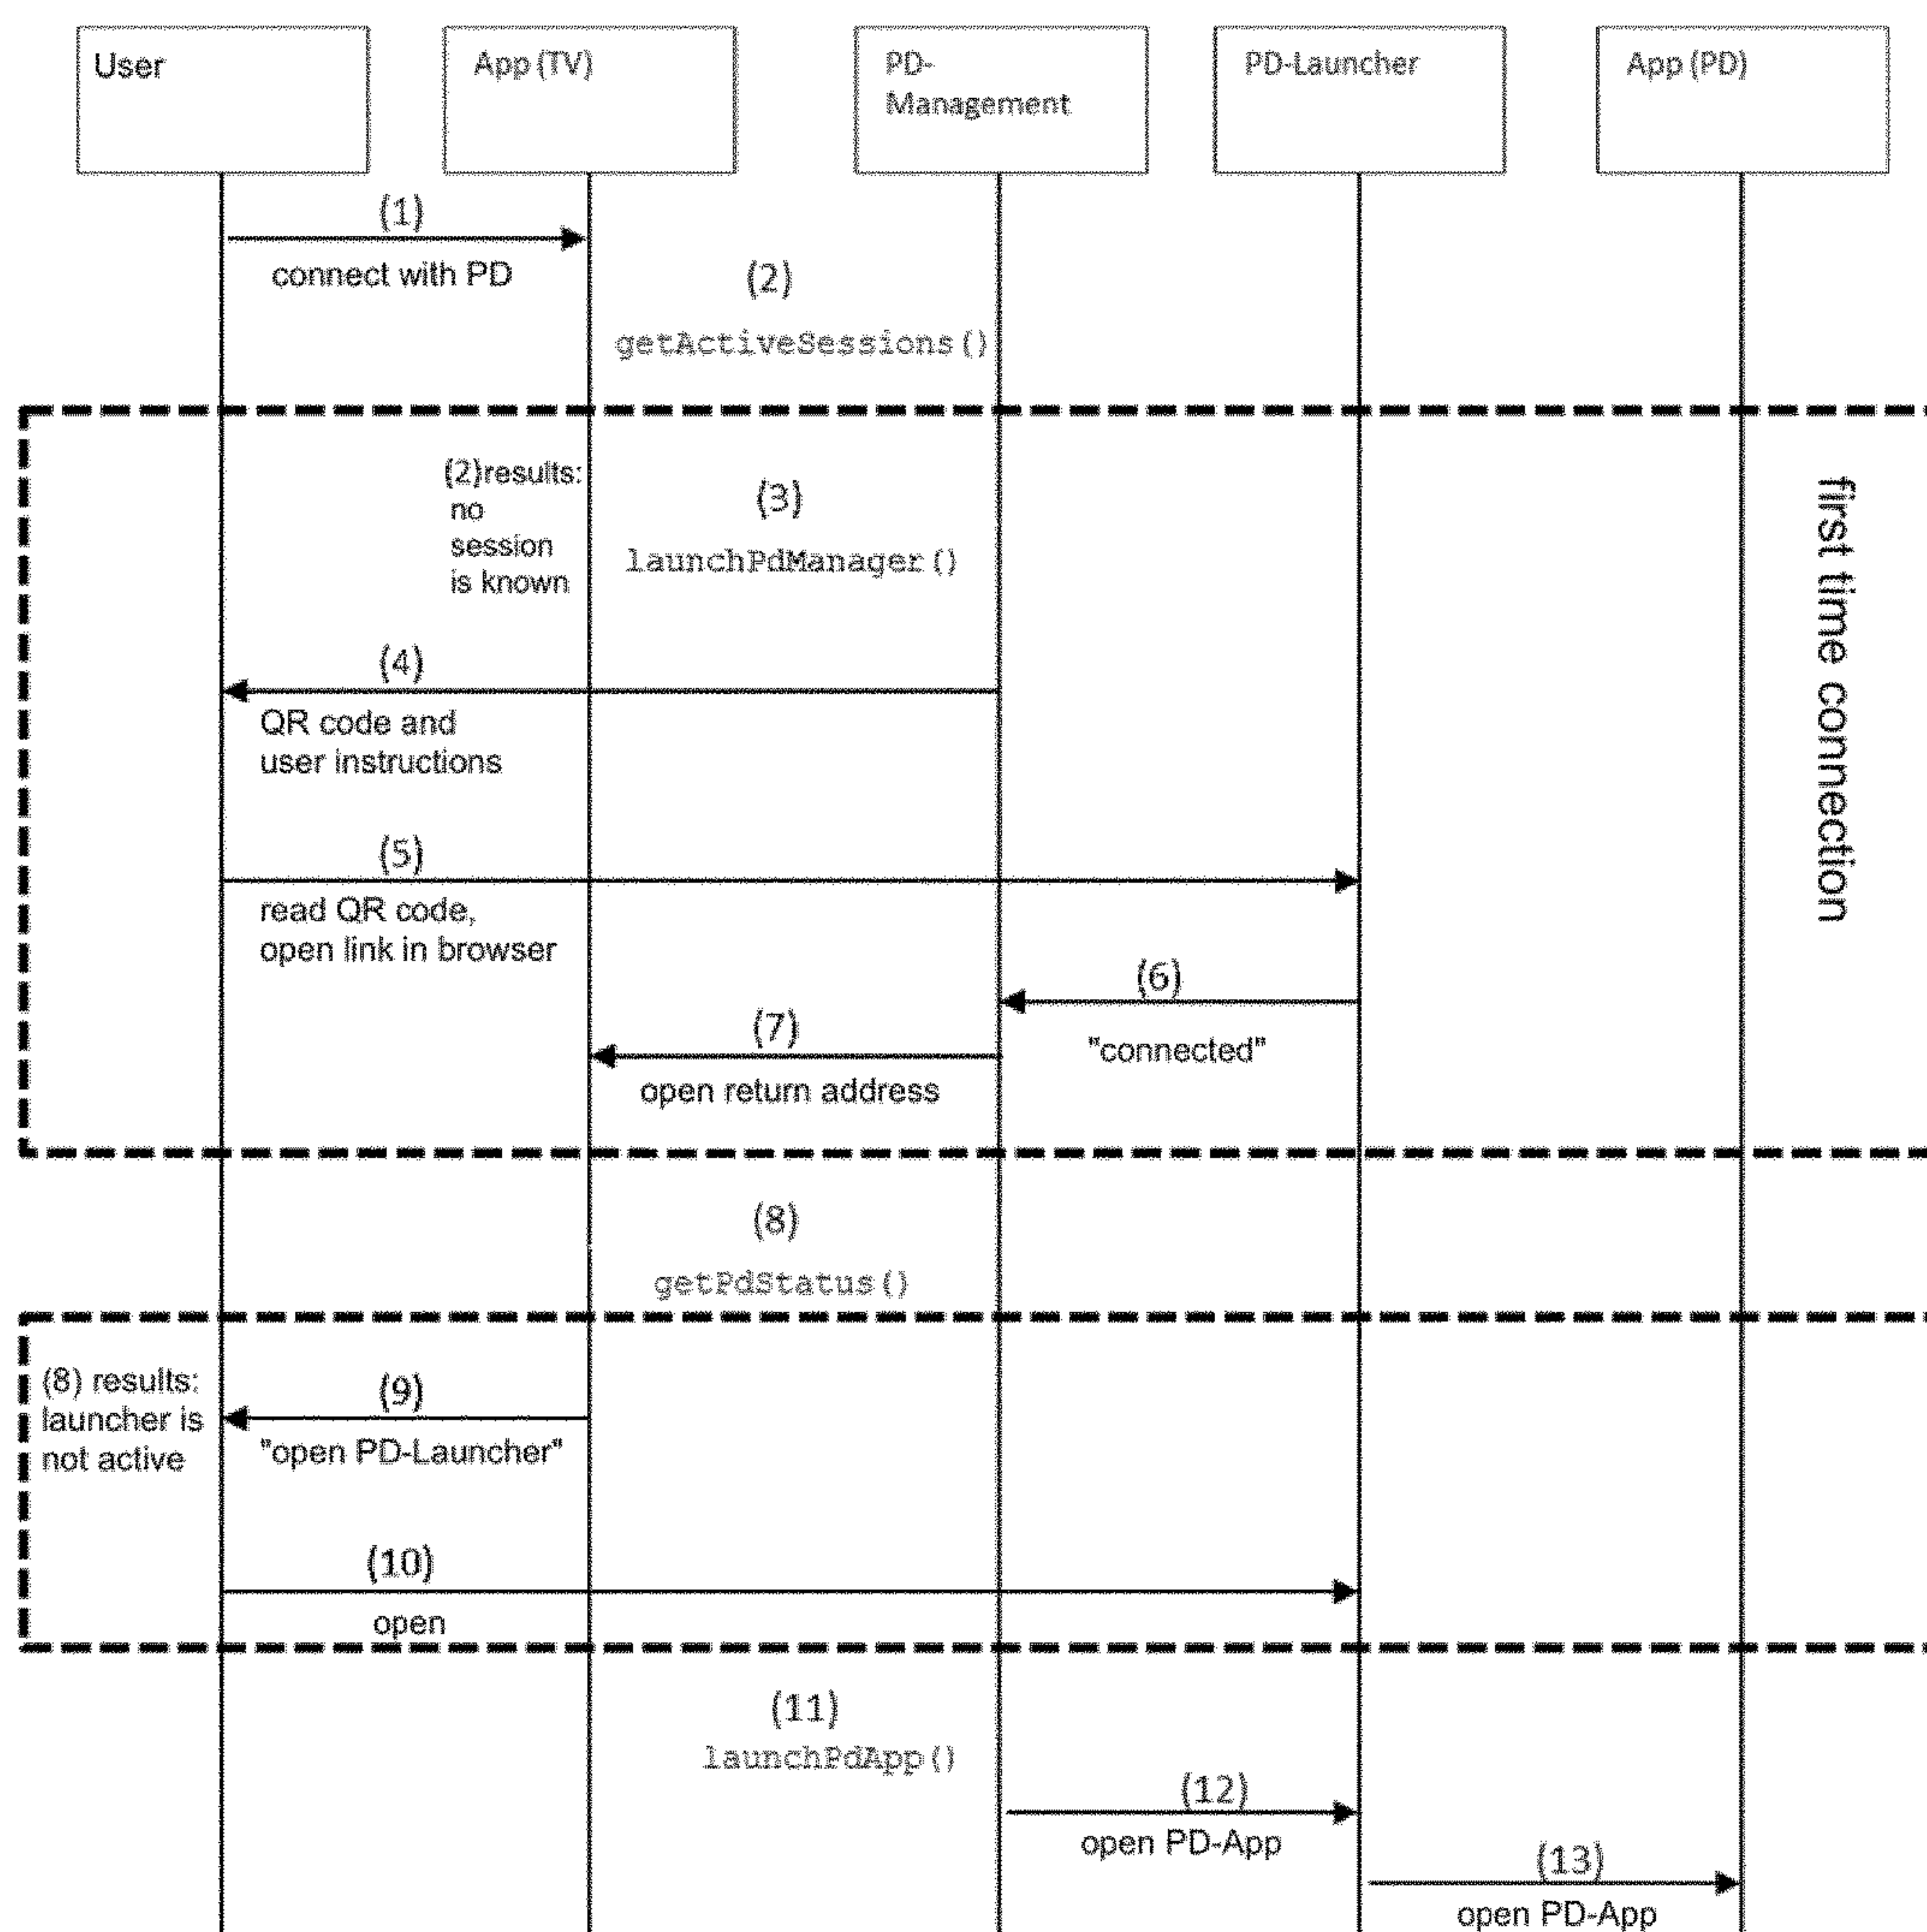 User
App (TV)
PD-
Management
PD-Launcher
App (PD)
(1)
connect with PD
(2)
getActiveSessions()
(2)results:
no
session
is known
(3)
launchPdManager()
first time connection
(4)
QR code and
user instructions
(5)
read QR code,
open link in browser
(6)
"connected"
(7)
open return address
(8)
getPdStatus()
(8) results:
launcher is
not active
(9)
"open PD-Launcher"
(10)
open
(11)
launchPdApp()
(12)
open PD-App
(13)
open PD-App